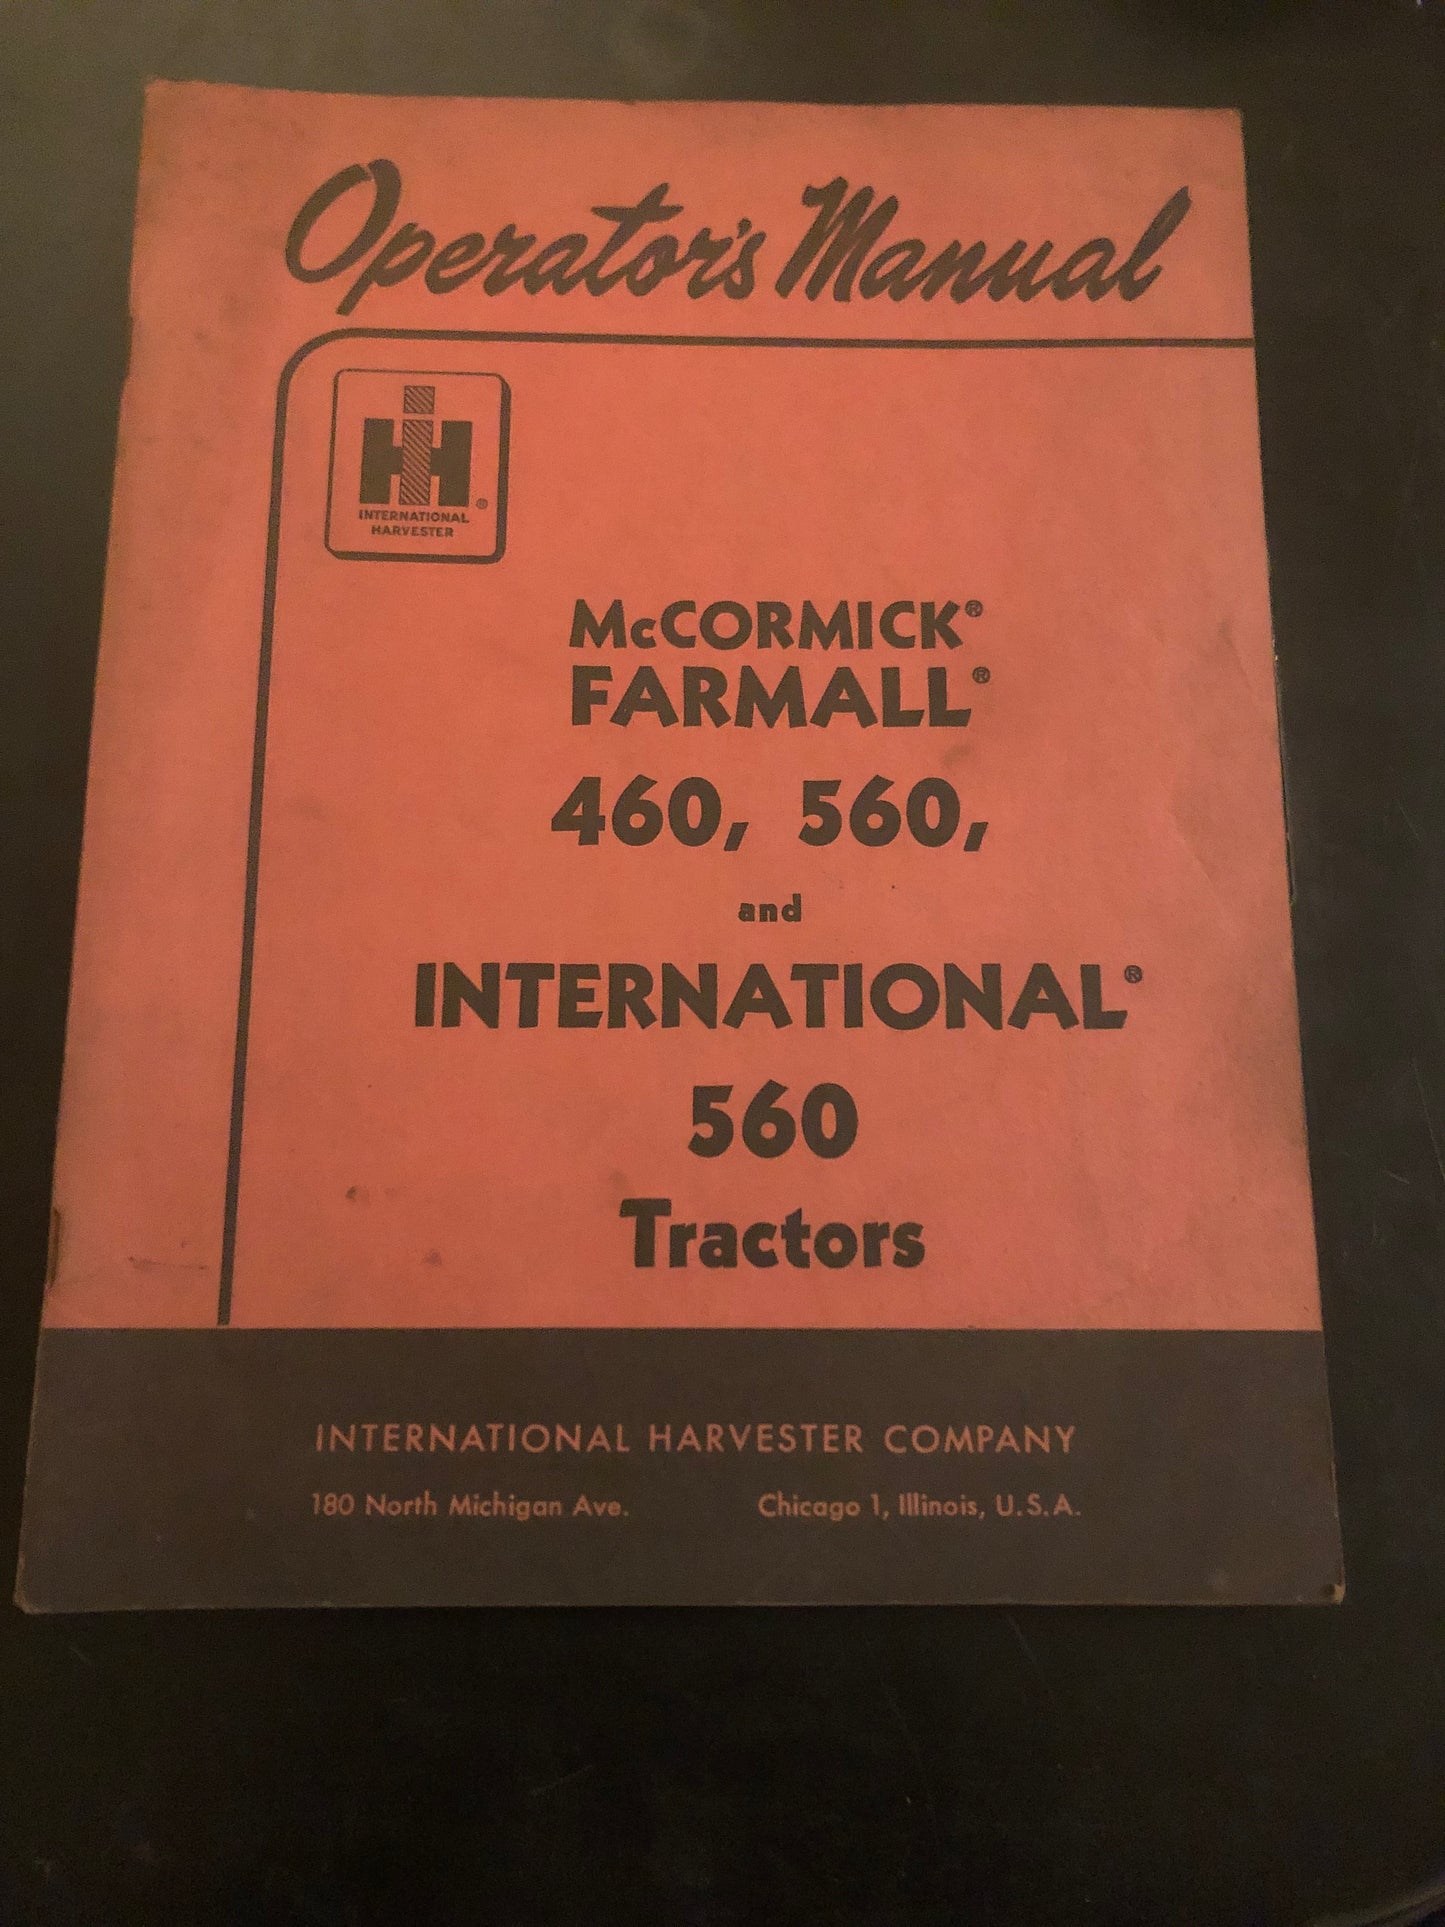 Operator's Manual
IH ®
INTERNATIONAL
HARVESTER
McCORMICK®
FARMALL®
460, 560,
and
INTERNATIONAL®
560
Tractors
INTERNATIONAL HARVESTER COMPANY
180 North Michigan Ave. Chicago 1, Illinois, U.S.A.